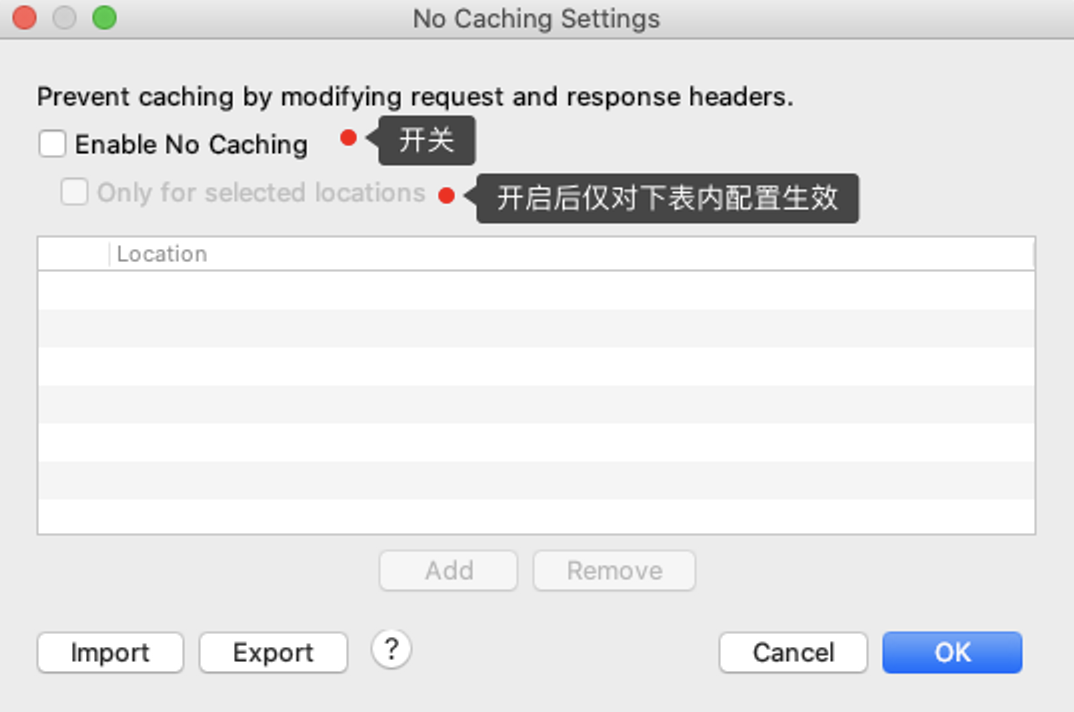 No Caching Settings
Prevent caching by modifying request and response headers.
Enable No Caching 开关
Only for selected locations 开启后仅对下表内配置生效
Location
Add Remove
Import Export ? Cancel OK